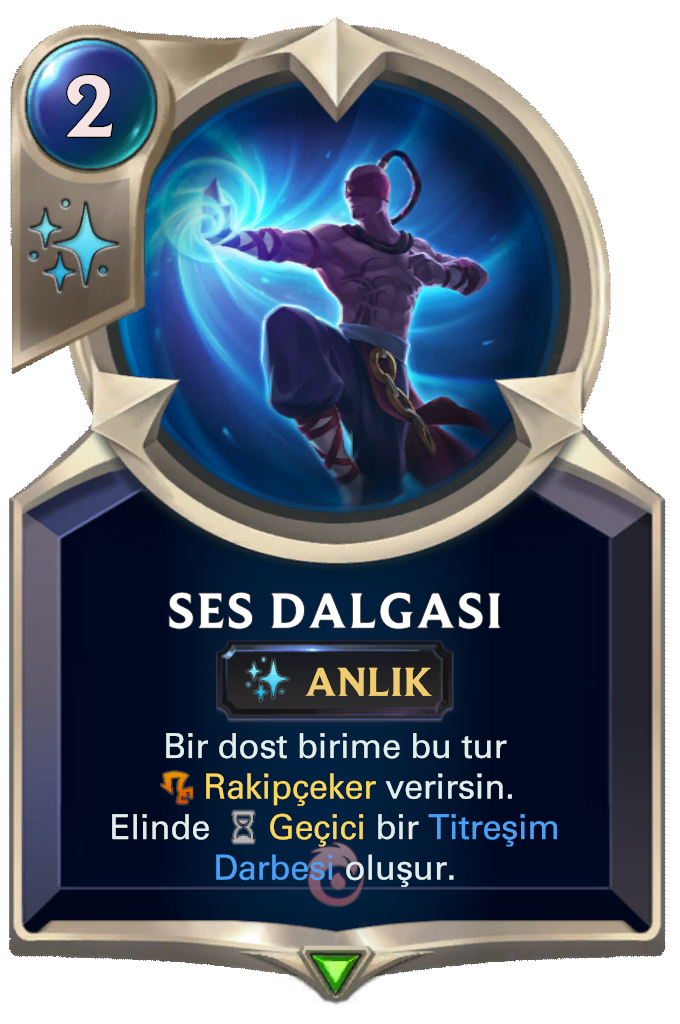 2
SES DALGASI
ANLIK
Bir dost birime bu tur
Rakipçeker verirsin.
Elinde Geçici bir Titreşim
Darbesi oluşur.